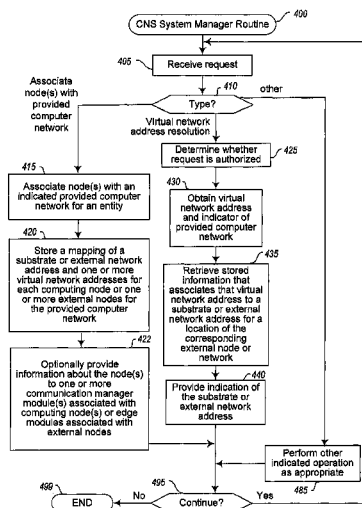 CNS System Manager Routine
400
Receive request
405
Associate
node(s) with
provided
computer
network
410
Type?
other
Virtual network
address resolution
Determine whether
request is authorized
425
415
Associate node(s) with an
indicated provided computer
network for an entity
430
Obtain virtual
network address
and indicator of
provided computer
network
420
Store a mapping of a
substrate or external network
address and one or more
virtual network addresses for
each computing node or one
or more external nodes for
the provided computer
network
435
Retrieve stored
information that
associates that virtual
network address to a
substrate or external
network address for a
location of the
corresponding
external node or
network
422
Optionally provide
information about the node(s)
to one or more
communication manager
module(s) associated with
computing node(s) or edge
modules associated with
external nodes
440
Provide indication of
the substrate or
external network
address
Perform other
indicated operation
as appropriate
485
499
END
No
495
Continue?
Yes